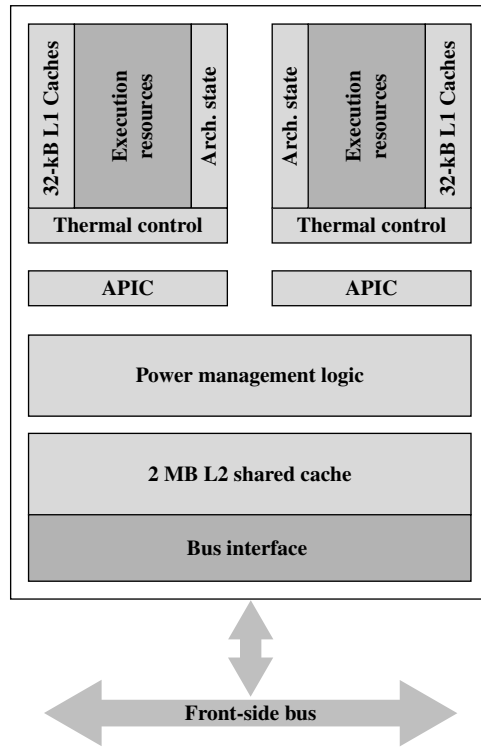 32-kB L1 Caches
Execution
resources
Arch. state
Thermal control
APIC
Arch. state
Execution
resources
32-kB L1 Caches
Thermal control
APIC
Power management logic
2 MB L2 shared cache
Bus interface
Front-side bus